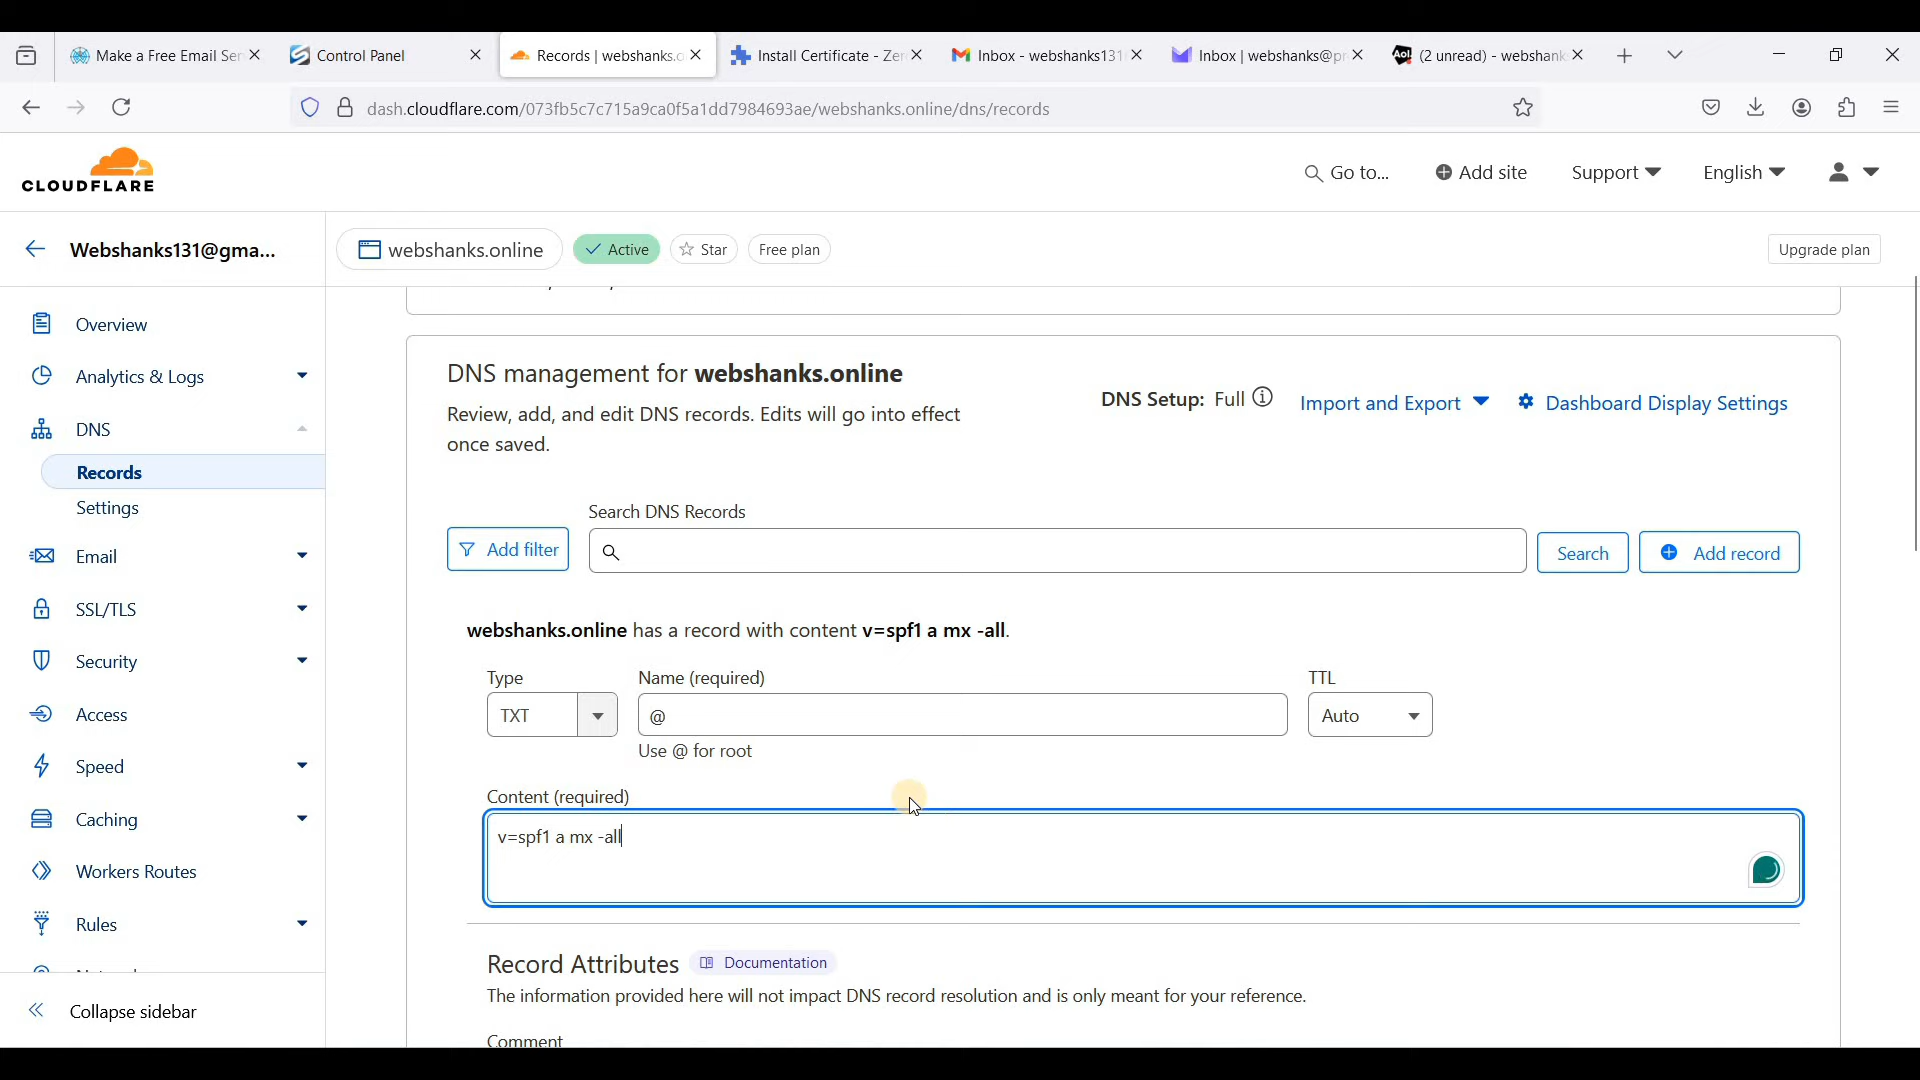 Make a Free Email Ser
Control Panel
Records | webshanks.o
Install Certificate - Zer
Inbox - webshanks131
Inbox | webshanks@pr
Aol.
(2 unread) - webshank
dash.cloudflare.com/073fb5c7c715a9ca0f5a1dd7984693ae/webshanks.online/dns/records
CLOUDFLARE
Go to...
Add site
Support
English
Webshanks131@gma...
webshanks.online
Active
Star
Free plan
Upgrade plan
Overview
Analytics & Logs
DNS
Records
Settings
Email
SSL/TLS
Security
Access
Speed
Caching
Workers Routes
Rules
Collapse sidebar
DNS management for webshanks.online
Review, add, and edit DNS records. Edits will go into effect
once saved.
DNS Setup: Full
Import and Export
Dashboard Display Settings
Search DNS Records
Add filter
Search
Add record
webshanks.online has a record with content v=spf1 a mx -all.
Type
Name (required)
TTL
TXT
@
Auto
Use @ for root
Content (required)
v=spf1 a mx -all
Record Attributes
Documentation
The information provided here will not impact DNS record resolution and is only meant for your reference.
Comment